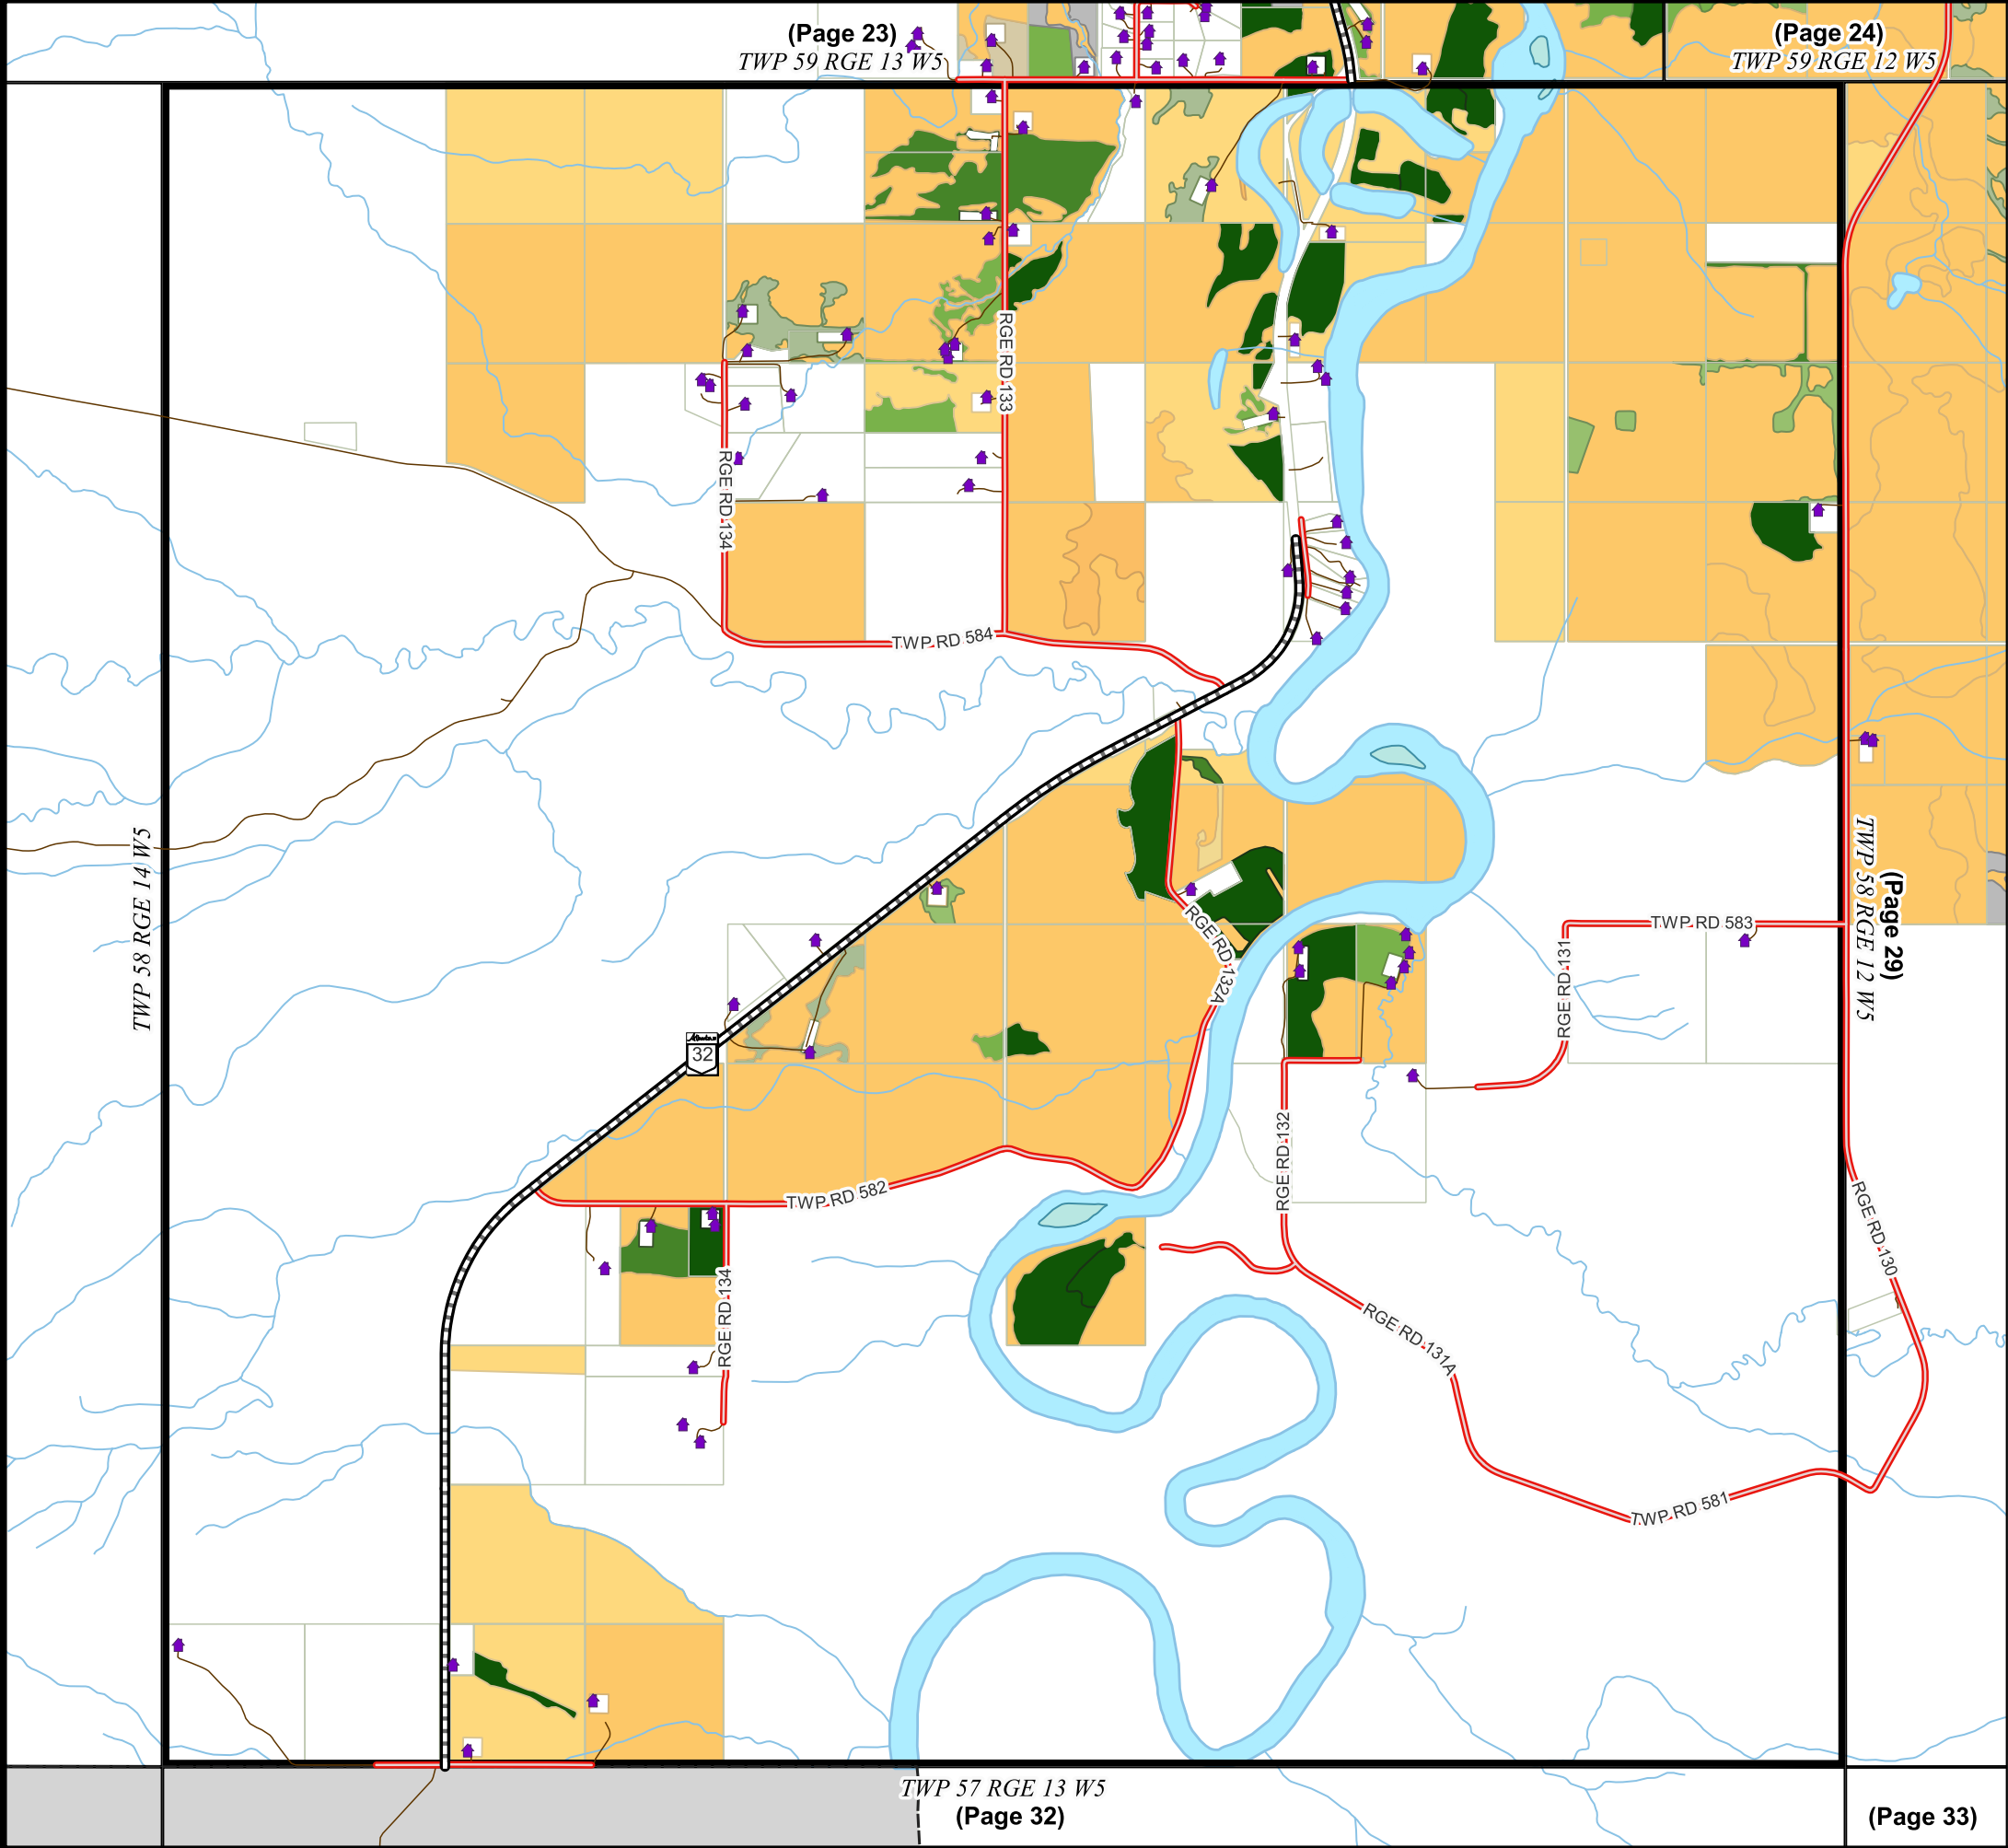 (Page 23)
TWP 59 RGE 13 W5
(Page 24)
TWP 59 RGE 12 W5
RGE RD 133
RGE RD 134
TWP RD 584
TWP 58 RGE 14 W5
TWP 58 RGE 12 W5
(Page 29)
RGE RD 132A
TWP RD 583
RGE RD 131
Alberta
32
RGE RD 132
TWP RD 582
RGE RD 130
RGE RD 134
RGE RD 131A
TWP RD 581
TWP 57 RGE 13 W5
(Page 32)
(Page 33)